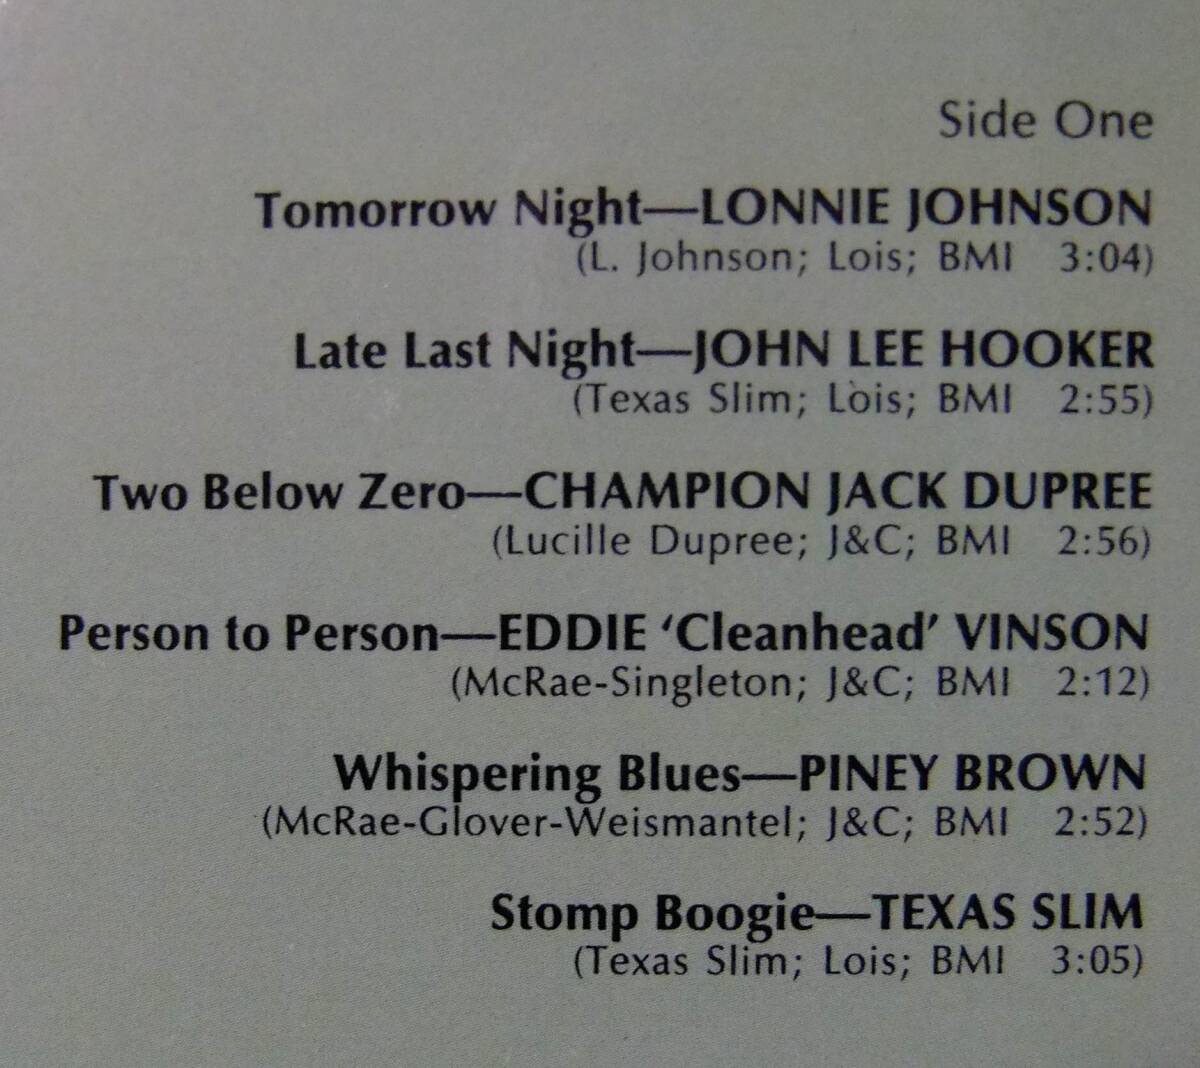 Side One
Tomorrow Night—LONNIE JOHNSON
(L. Johnson; Lois; BMI 3:04)
Late Last Night—JOHN LEE HOOKER
(Texas Slim; Lois; BMI 2:55)
Two Below Zero—CHAMPION JACK DUPREE
(Lucille Dupree; J&C; BMI 2:56)
Person to Person—EDDIE ‘Cleanhead’ VINSON
(McRae-Singleton; J&C; BMI 2:12)
Whispering Blues—PINEY BROWN
(McRae-Glover-Weismantel; J&C; BMI 2:52)
Stomp Boogie—TEXAS SLIM
(Texas Slim; Lois; BMI 3:05)